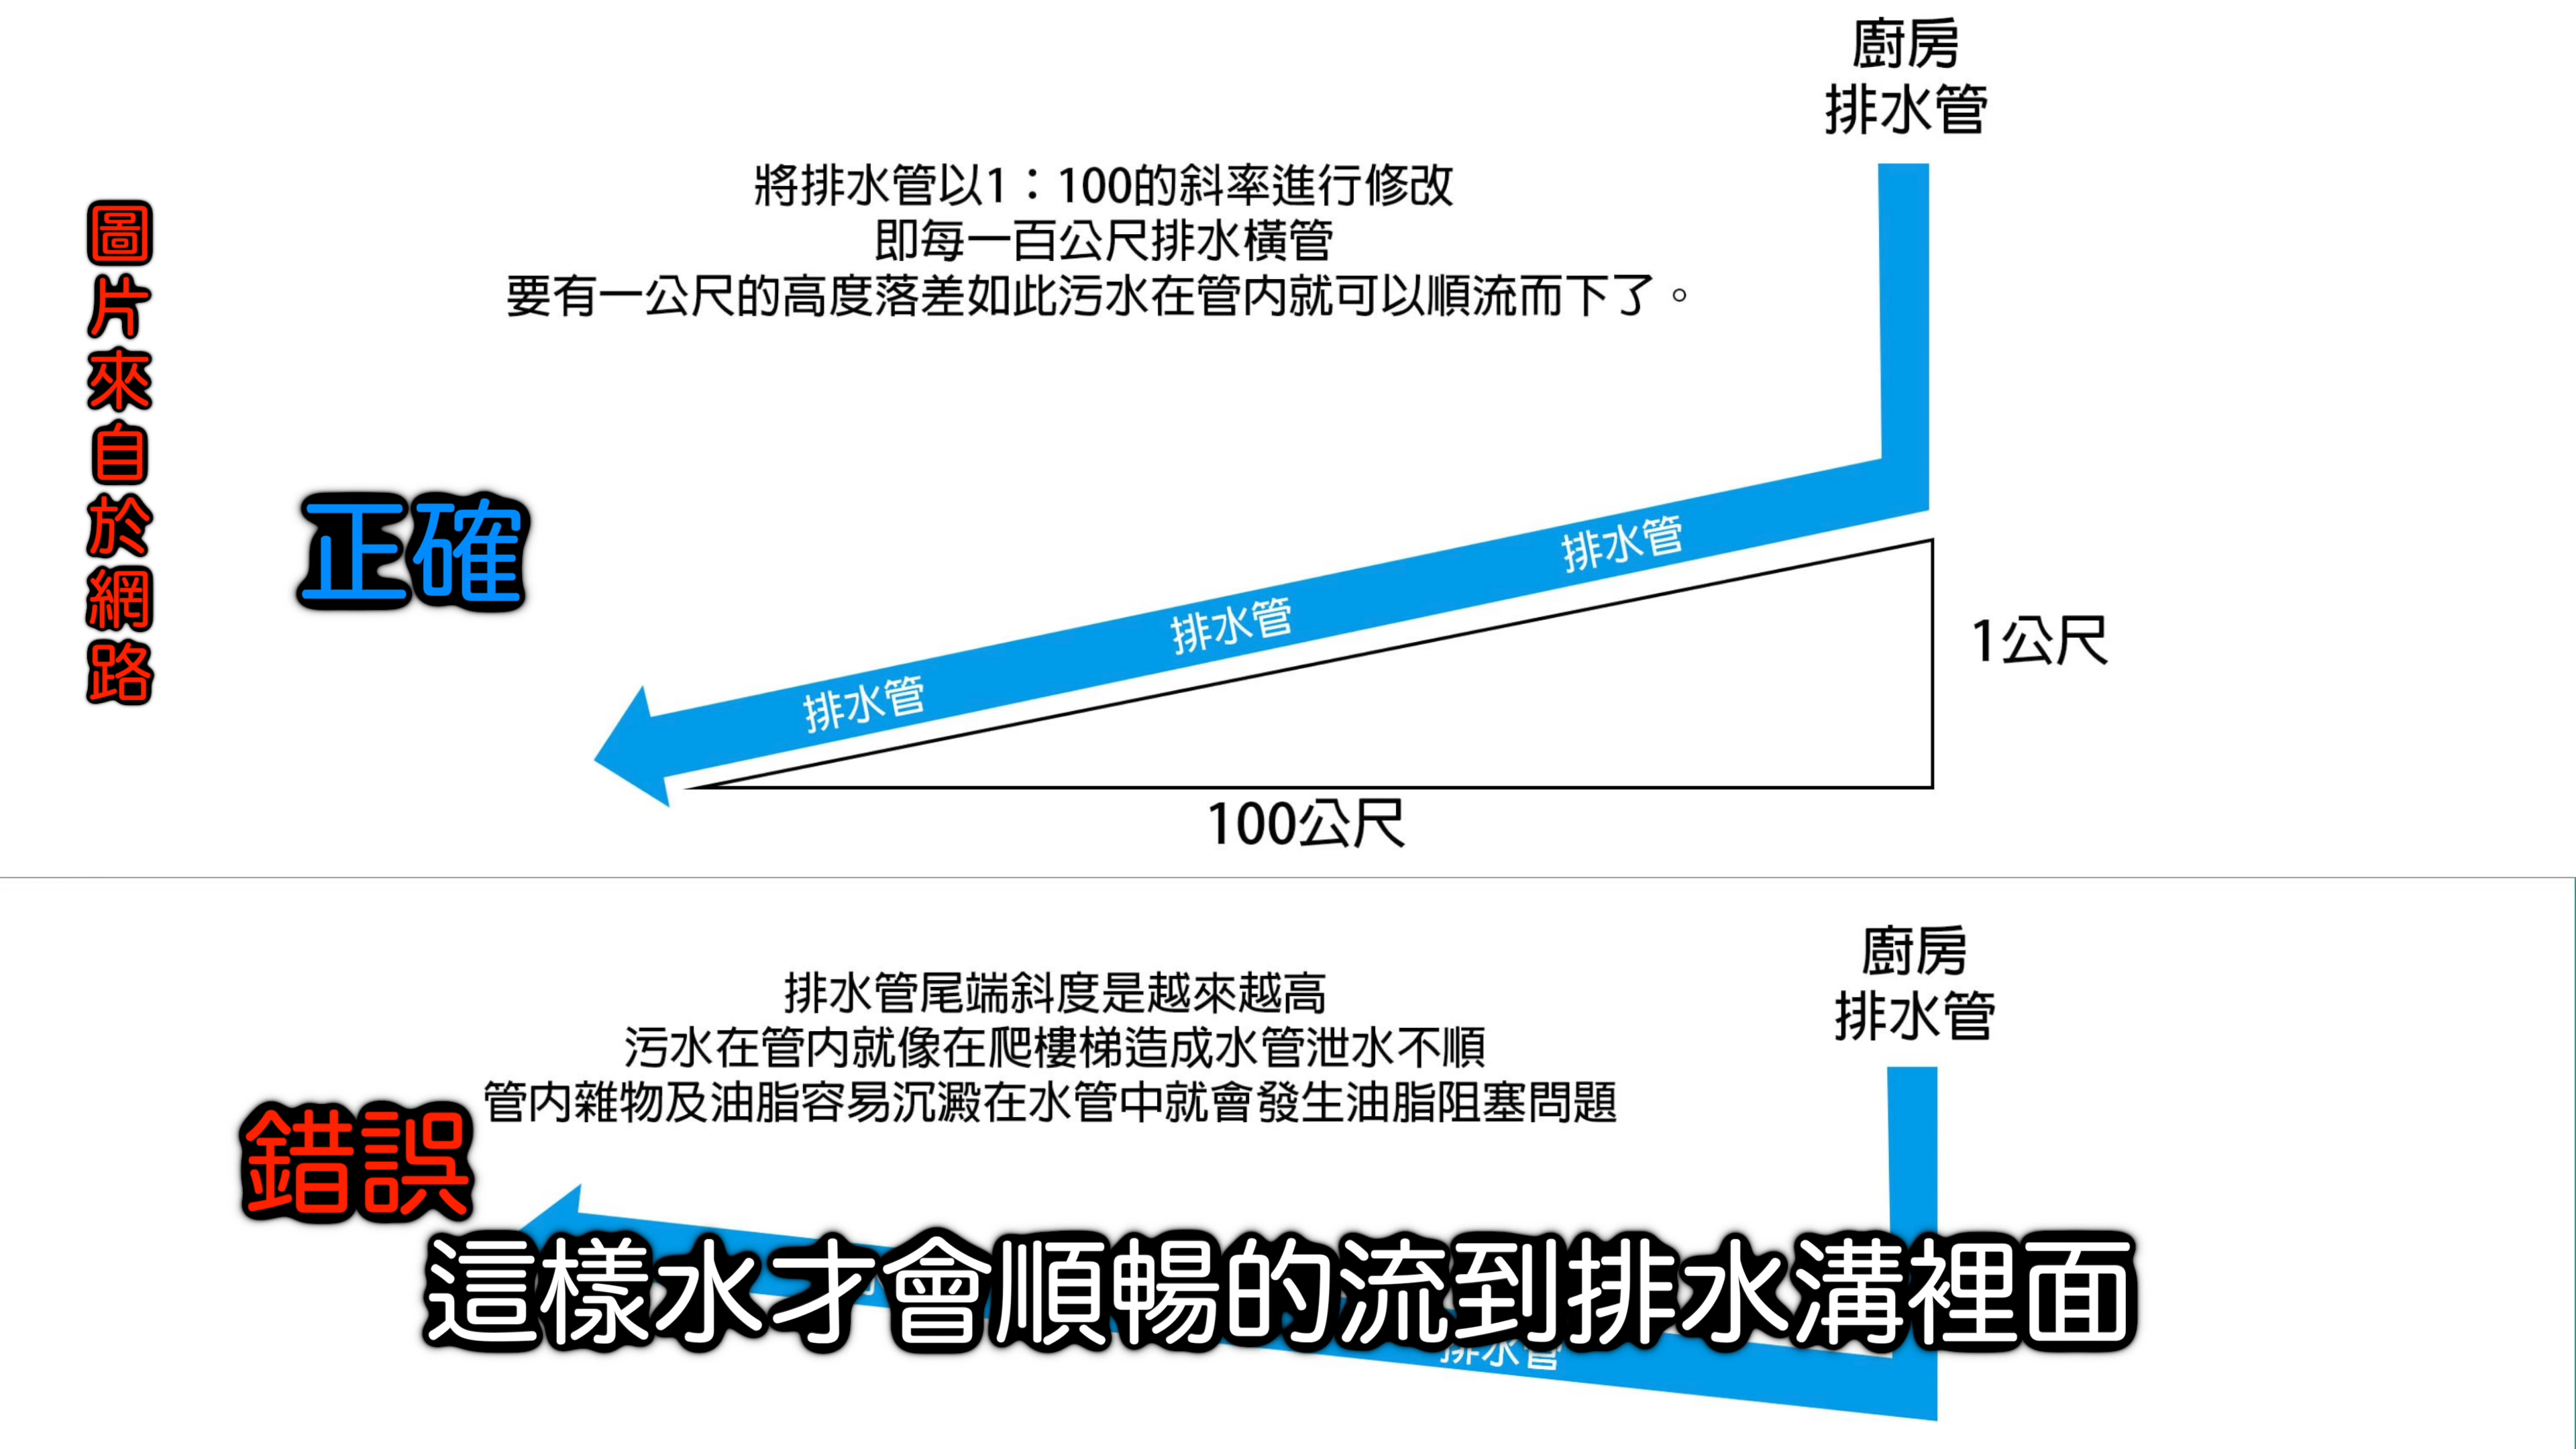 圖片來自於網路
廚房
排水管
將排水管以1：100的斜率進行修改
即每一百公尺排水橫管
要有一公尺的高度落差如此污水在管內就可以順流而下了。
正確
排水管
排水管
排水管
1公尺
100公尺
廚房
排水管
排水管尾端斜度是越來越高
污水在管內就像在爬樓梯造成水管泄水不順
管內雜物及油脂容易沉澱在水管中就會發生油脂阻塞問題
錯誤
這樣水才會順暢的流到排水溝裡面
排水管